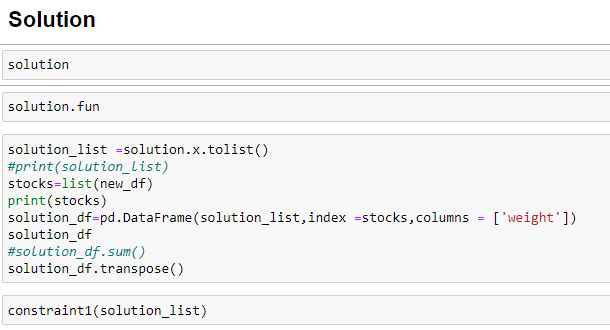 Solution
solution
solution.fun
solution_list =solution.x.tolist()
#print(solution_list)
stocks=list(new_df)
print(stocks)
solution_df=pd.DataFrame(solution_list,index =stocks,columns = ['weight'])
solution_df
#solution_df.sum()
solution_df.transpose()
constraint1(solution_list)